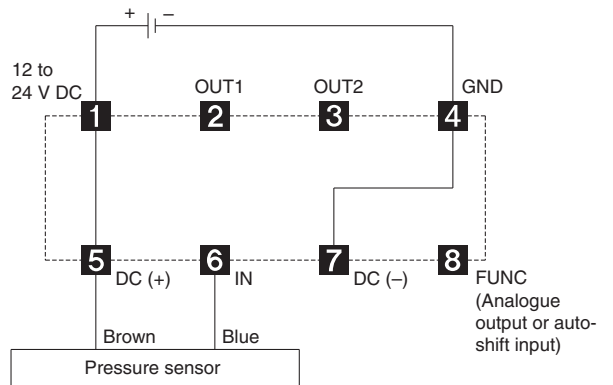 + –
12 to
24 V DC
OUT1
OUT2
GND
1
2
3
4
5
DC (+)
6
IN
7
DC (–)
8
FUNC
(Analogue
output or auto-
shift input)
Brown
Blue
Pressure sensor